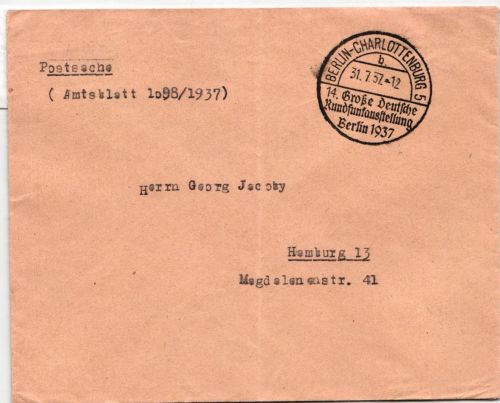 Postsache
( Amtsblatt 1098/1937)
BERLIN-CHARLOTTENBURG 5
b
31.7.37.-12
14. Große Deutsche
Rundfunkausstellung
Berlin 1937
Herrn Georg Jacoby
Hamburg 13
Magdalenenstr. 41